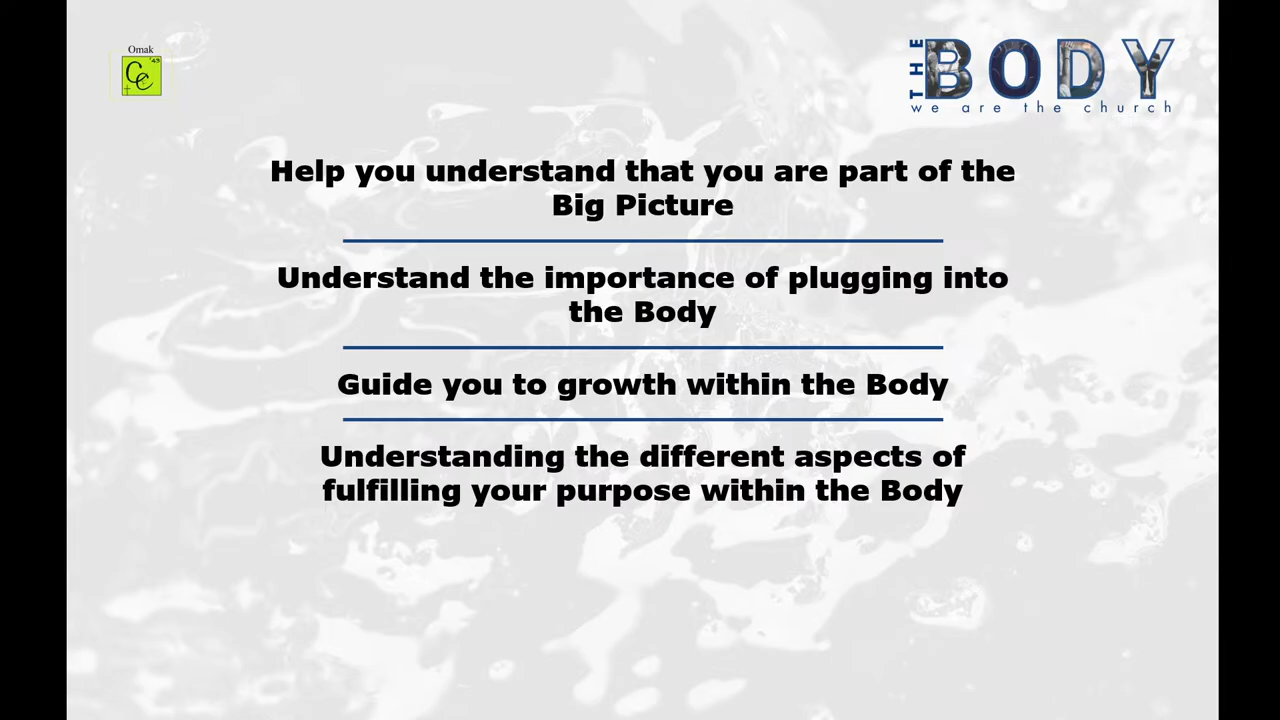 Omak
CC '43
THE BODY
we are the church
Help you understand that you are part of the
Big Picture
Understand the importance of plugging into
the Body
Guide you to growth within the Body
Understanding the different aspects of
fulfilling your purpose within the Body